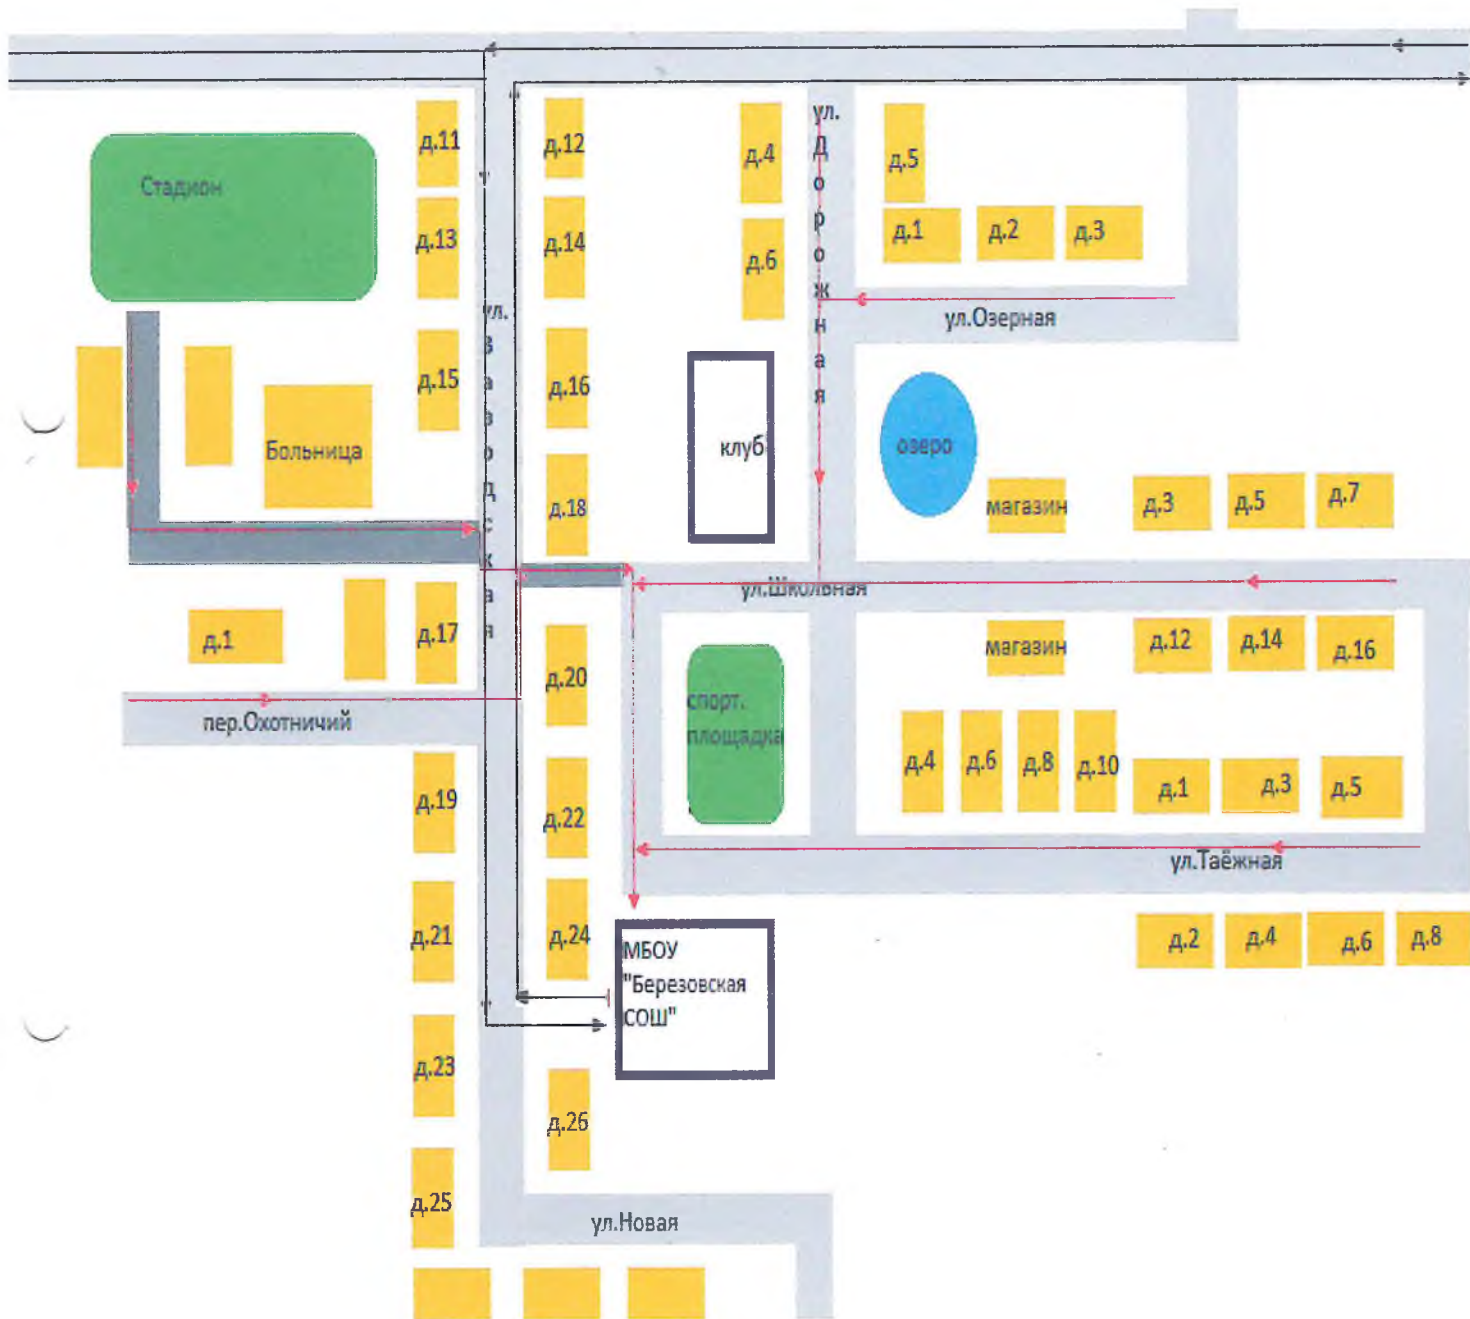 Стадион
д.11
д.13
д.15
Больница
д.1
д.17
пер.Охотничий
д.19
д.21
д.23
д.25
ул.Заводская
д.12
д.14
д.16
д.18
д.20
д.22
д.24
д.26
ул.Новая
МБОУ
"Березовская
СОШ"
д.4
д.6
клуб
ул.Дорожная
д.5
д.1
д.2
д.3
ул.Озерная
озеро
магазин
д.3
д.5
д.7
ул.Школьная
спорт.
площадка
магазин
д.12
д.14
д.16
д.4
д.6
д.8
д.10
д.1
д.3
д.5
ул.Таёжная
д.2
д.4
д.6
д.8